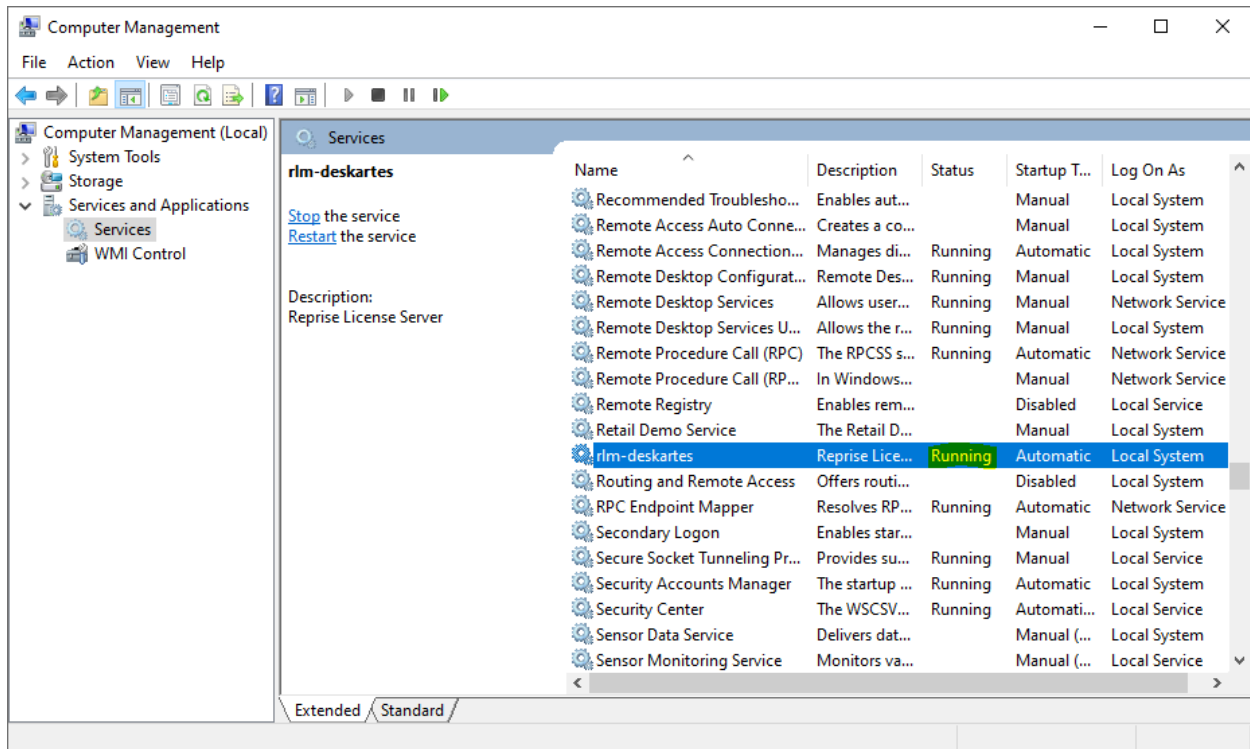 Computer Management
File Action View Help
Computer Management (Local)
System Tools
Storage
Services and Applications
Services
WMI Control
Services
rlm-deskartes
Stop the service
Restart the service
Description:
Reprise License Server
Name Description Status Startup T... Log On As
Recommended Troublesho... Enables aut... Manual Local System
Remote Access Auto Conne... Creates a co... Manual Local System
Remote Access Connection... Manages di... Running Automatic Local System
Remote Desktop Configurat... Remote Des... Running Manual Local System
Remote Desktop Services Allows user... Running Manual Network Service
Remote Desktop Services U... Allows the r... Running Manual Local System
Remote Procedure Call (RPC) The RPCSS s... Running Automatic Network Service
Remote Procedure Call (RP... In Windows... Manual Network Service
Remote Registry Enables rem... Disabled Local Service
Retail Demo Service The Retail D... Manual Local System
rlm-deskartes Reprise Lice... Running Automatic Local System
Routing and Remote Access Offers routi... Disabled Local System
RPC Endpoint Mapper Resolves RP... Running Automatic Network Service
Secondary Logon Enables star... Manual Local System
Secure Socket Tunneling Pr... Provides su... Running Manual Local Service
Security Accounts Manager The startup ... Running Automatic Local System
Security Center The WSCSV... Running Automati... Local Service
Sensor Data Service Delivers dat... Manual (... Local System
Sensor Monitoring Service Monitors va... Manual (... Local Service
Extended Standard